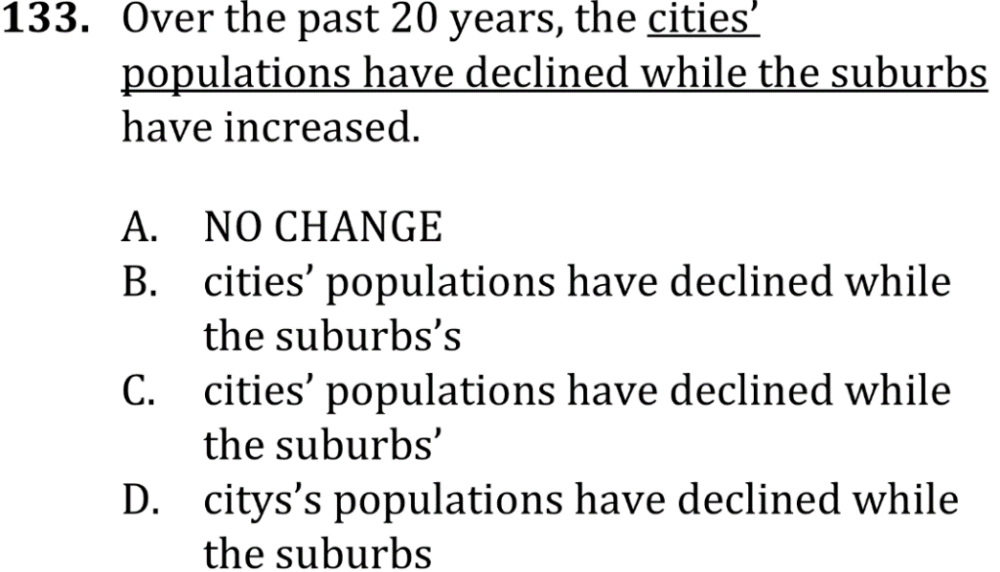 133. Over the past 20 years, the cities’
populations have declined while the suburbs
have increased.
A. NO CHANGE
B. cities’ populations have declined while
the suburbs’s
C. cities’ populations have declined while
the suburbs’
D. citys’s populations have declined while
the suburbs